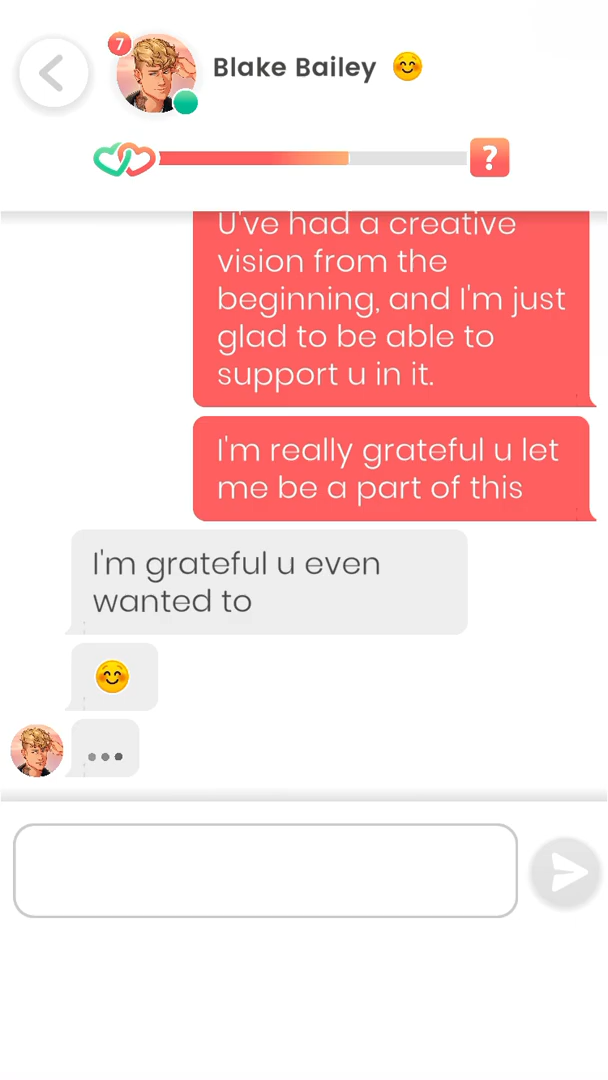 7
Blake Bailey 😊
?
U've had a creative
vision from the
beginning, and I'm just
glad to be able to
support u in it.
I'm really grateful u let
me be a part of this
I'm grateful u even
wanted to
😊
...